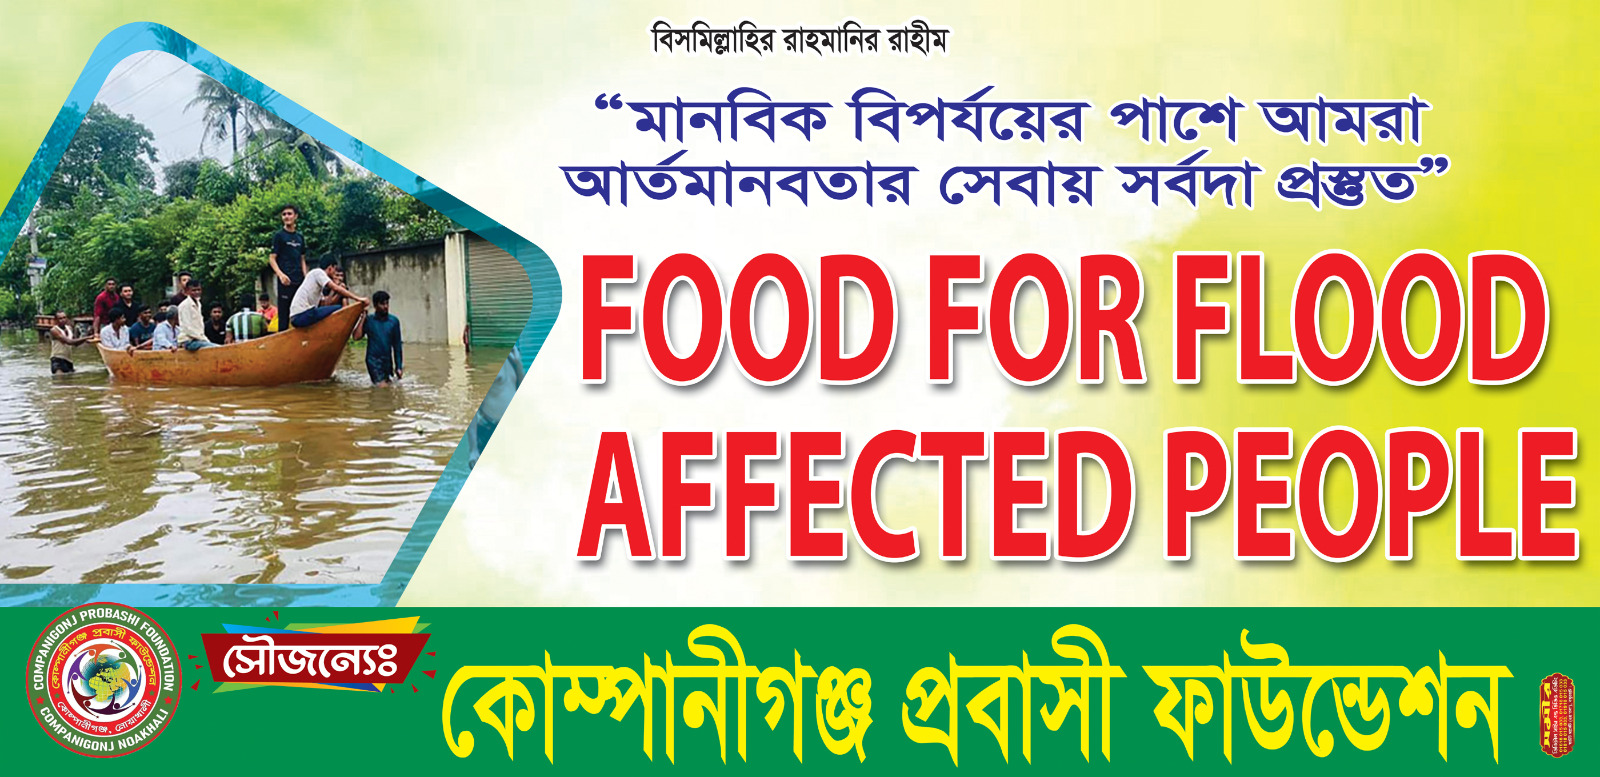 বিসমিল্লাহির রাহমানির রাহীম
“মানবিক বিপর্যয়ের পাশে আমরা
আর্তমানবতার সেবায় সর্বদা প্রস্তুত”
FOOD FOR FLOOD
AFFECTED PEOPLE
COMPANIGONJ PROBASHI FOUNDATION
কোম্পানীগঞ্জ প্রবাসী ফাউন্ডেশন
কোম্পানীগঞ্জ, নোয়াখালী
COMPANIGONJ NOAKHALI
সৌজন্যেঃ
কোম্পানীগঞ্জ প্রবাসী ফাউন্ডেশন